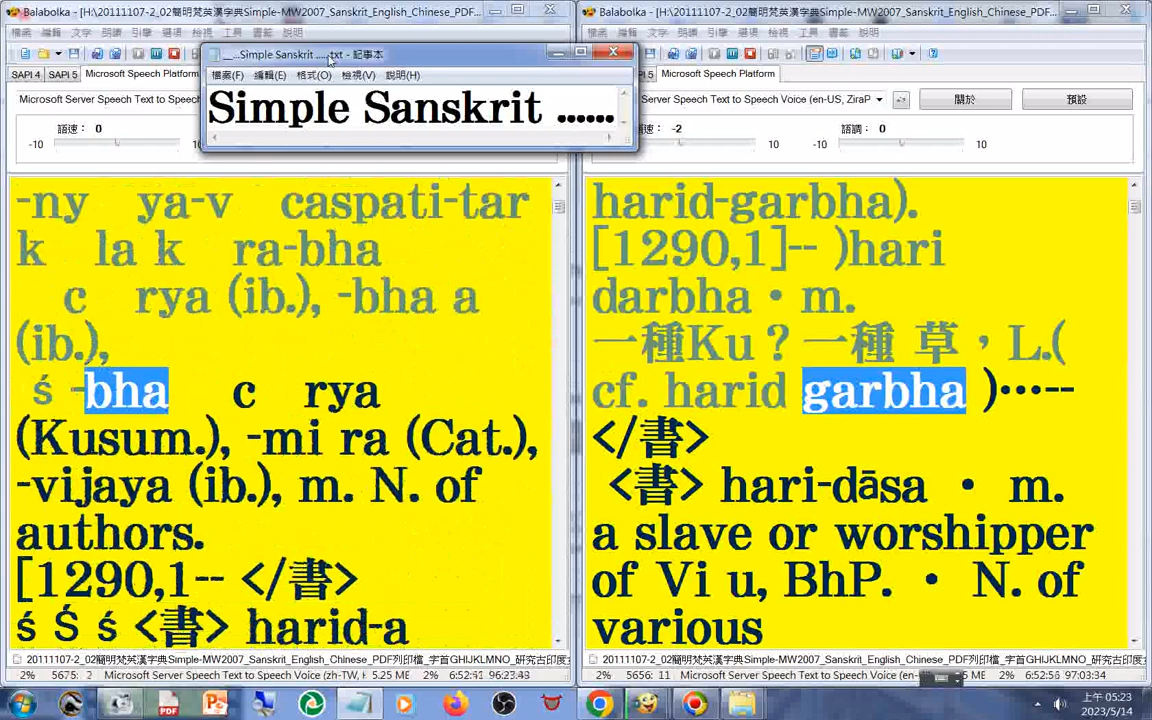 Balabolka - [H:\20111107-2_02簡明梵英漢字典Simple-MW2007_Sanskrit_English_Chinese_PDF...
Balabolka - [H:\20111107-2_02簡明梵英漢字典Simple-MW2007_Sanskrit_English_Chinese_PDF...
__...Simple Sanskrit .....txt - 記事本
檔案(F) 編輯(E) 格式(O) 檢視(V) 說明(H)
Simple Sanskrit ......
SAPI 4 SAPI 5 Microsoft Speech Platform
5 Microsoft Speech Platform
Microsoft Server Speech Text to Speech
Server Speech Text to Speech Voice (en-US, ZiraP
關於 預設
語速： 0
-10
語速： -2
10
語調： 0
-10 10
-ny ya-v caspati-tar
k la k ra-bha
c rya (ib.), -bha a
(ib.),
ś -bha c rya
(Kusum.), -mi ra (Cat.),
-vijaya (ib.), m. N. of
authors.
[1290,1-- </書>
ś Ś ś <書> harid-a
harid-garbha).
[1290,1]-- )hari
darbha • m.
一種Ku？一種 草，L.(
cf. harid garbha )…--
</書>
<書> hari-dāsa • m.
a slave or worshipper
of Vi u, BhP. • N. of
various
20111107-2_02簡明梵英漢字典Simple-MW2007_Sanskrit_English_Chinese_PDF列印檔_字首GHIJKLMNO_研究古印度
20111107-2_02簡明梵英漢字典Simple-MW2007_Sanskrit_English_Chinese_PDF列印檔_字首GHIJKLMNO_研究古印度
2% 5675: 2 Microsoft Server Speech Text to Speech Voice (zh-TW, 5.25 ME 2% 6:52:4 96:23:48
2% 5656: 11 Microsoft Server Speech Text to Speech Voice (en-US, 5.25 MB 2% 6:52:56 97:03:34
上午 05:23
2023/5/14